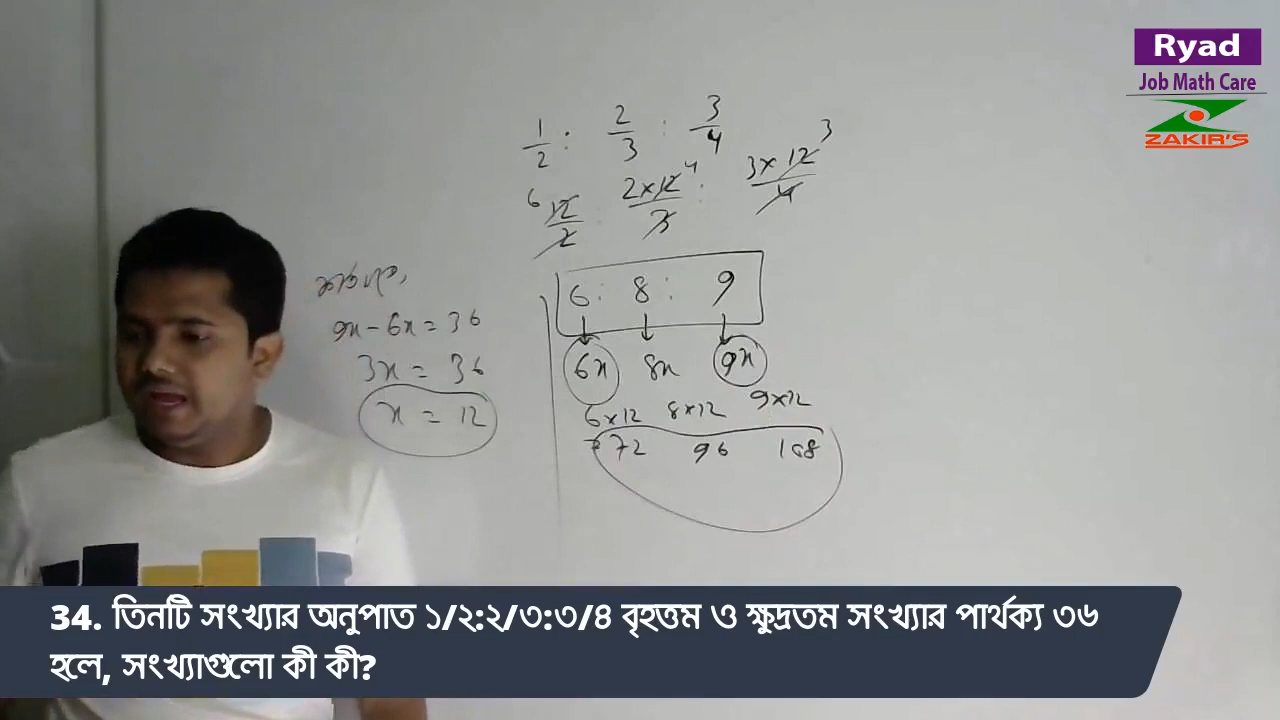 Ryad
Job Math Care
ZAKIR'S
1/2 : 2/3 : 3/4
6 12/2 : 2×12/3 4 : 3×12/4 3
6 : 8 : 9
6x 8x 9x
6×12 8×12 9×12
= 72 96 108
9x - 6x = 36
3x = 36
x = 12
34. তিনটি সংখ্যার অনুপাত ১/২:২/৩:৩/৪ বৃহত্তম ও ক্ষুদ্রতম সংখ্যার পার্থক্য ৩৬
হলে, সংখ্যাগুলো কী কী?